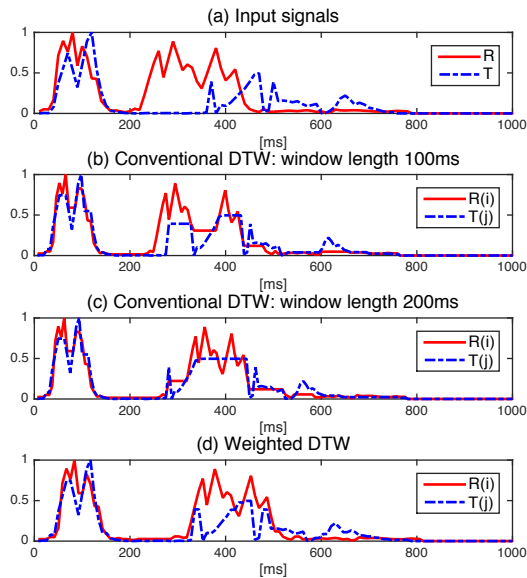 (a) Input signals
1
0.5
0
R
T
0 200 400 600 800 1000
[ms]
(b) Conventional DTW: window length 100ms
1
0.5
0
R(i)
T(j)
0 200 400 600 800 1000
[ms]
(c) Conventional DTW: window length 200ms
1
0.5
0
R(i)
T(j)
0 200 400 600 800 1000
[ms]
(d) Weighted DTW
1
0.5
0
R(i)
T(j)
0 200 400 600 800 1000
[ms]